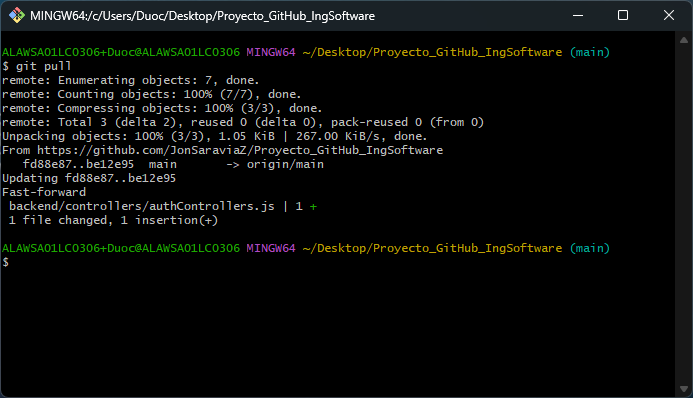 MINGW64:/c/Users/Duoc/Desktop/Proyecto_GitHub_IngSoftware
ALAWSA01LC0306+Duoc@ALAWSA01LC0306 MINGW64 ~/Desktop/Proyecto_GitHub_IngSoftware (main)
$ git pull
remote: Enumerating objects: 7, done.
remote: Counting objects: 100% (7/7), done.
remote: Compressing objects: 100% (3/3), done.
remote: Total 3 (delta 2), reused 0 (delta 0), pack-reused 0 (from 0)
Unpacking objects: 100% (3/3), 1.05 KiB | 267.00 KiB/s, done.
From https://github.com/JonSaraviaZ/Proyecto_GitHub_IngSoftware
   fd88e87..be12e95  main       -> origin/main
Updating fd88e87..be12e95
Fast-forward
 backend/controllers/authControllers.js | 1 +
 1 file changed, 1 insertion(+)
ALAWSA01LC0306+Duoc@ALAWSA01LC0306 MINGW64 ~/Desktop/Proyecto_GitHub_IngSoftware (main)
$